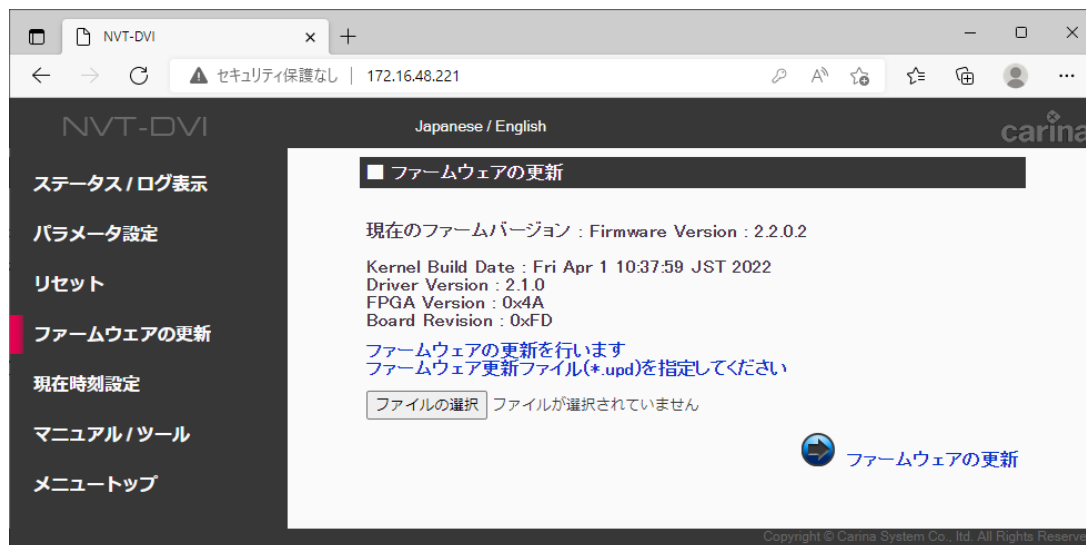 NVT-DVI
セキュリティ保護なし
172.16.48.221
NVT-DVI
Japanese / English
carina
ステータス / ログ表示
パラメータ設定
リセット
ファームウェアの更新
現在時刻設定
マニュアル / ツール
メニュートップ
■ ファームウェアの更新
現在のファームバージョン : Firmware Version : 2.2.0.2
Kernel Build Date : Fri Apr 1 10:37:59 JST 2022
Driver Version : 2.1.0
FPGA Version : 0x4A
Board Revision : 0xFD
ファームウェアの更新を行います
ファームウェア更新ファイル(*.upd)を指定してください
ファイルの選択 ファイルが選択されていません
ファームウェアの更新
Copyright © Carina System Co., ltd. All Rights Reserve